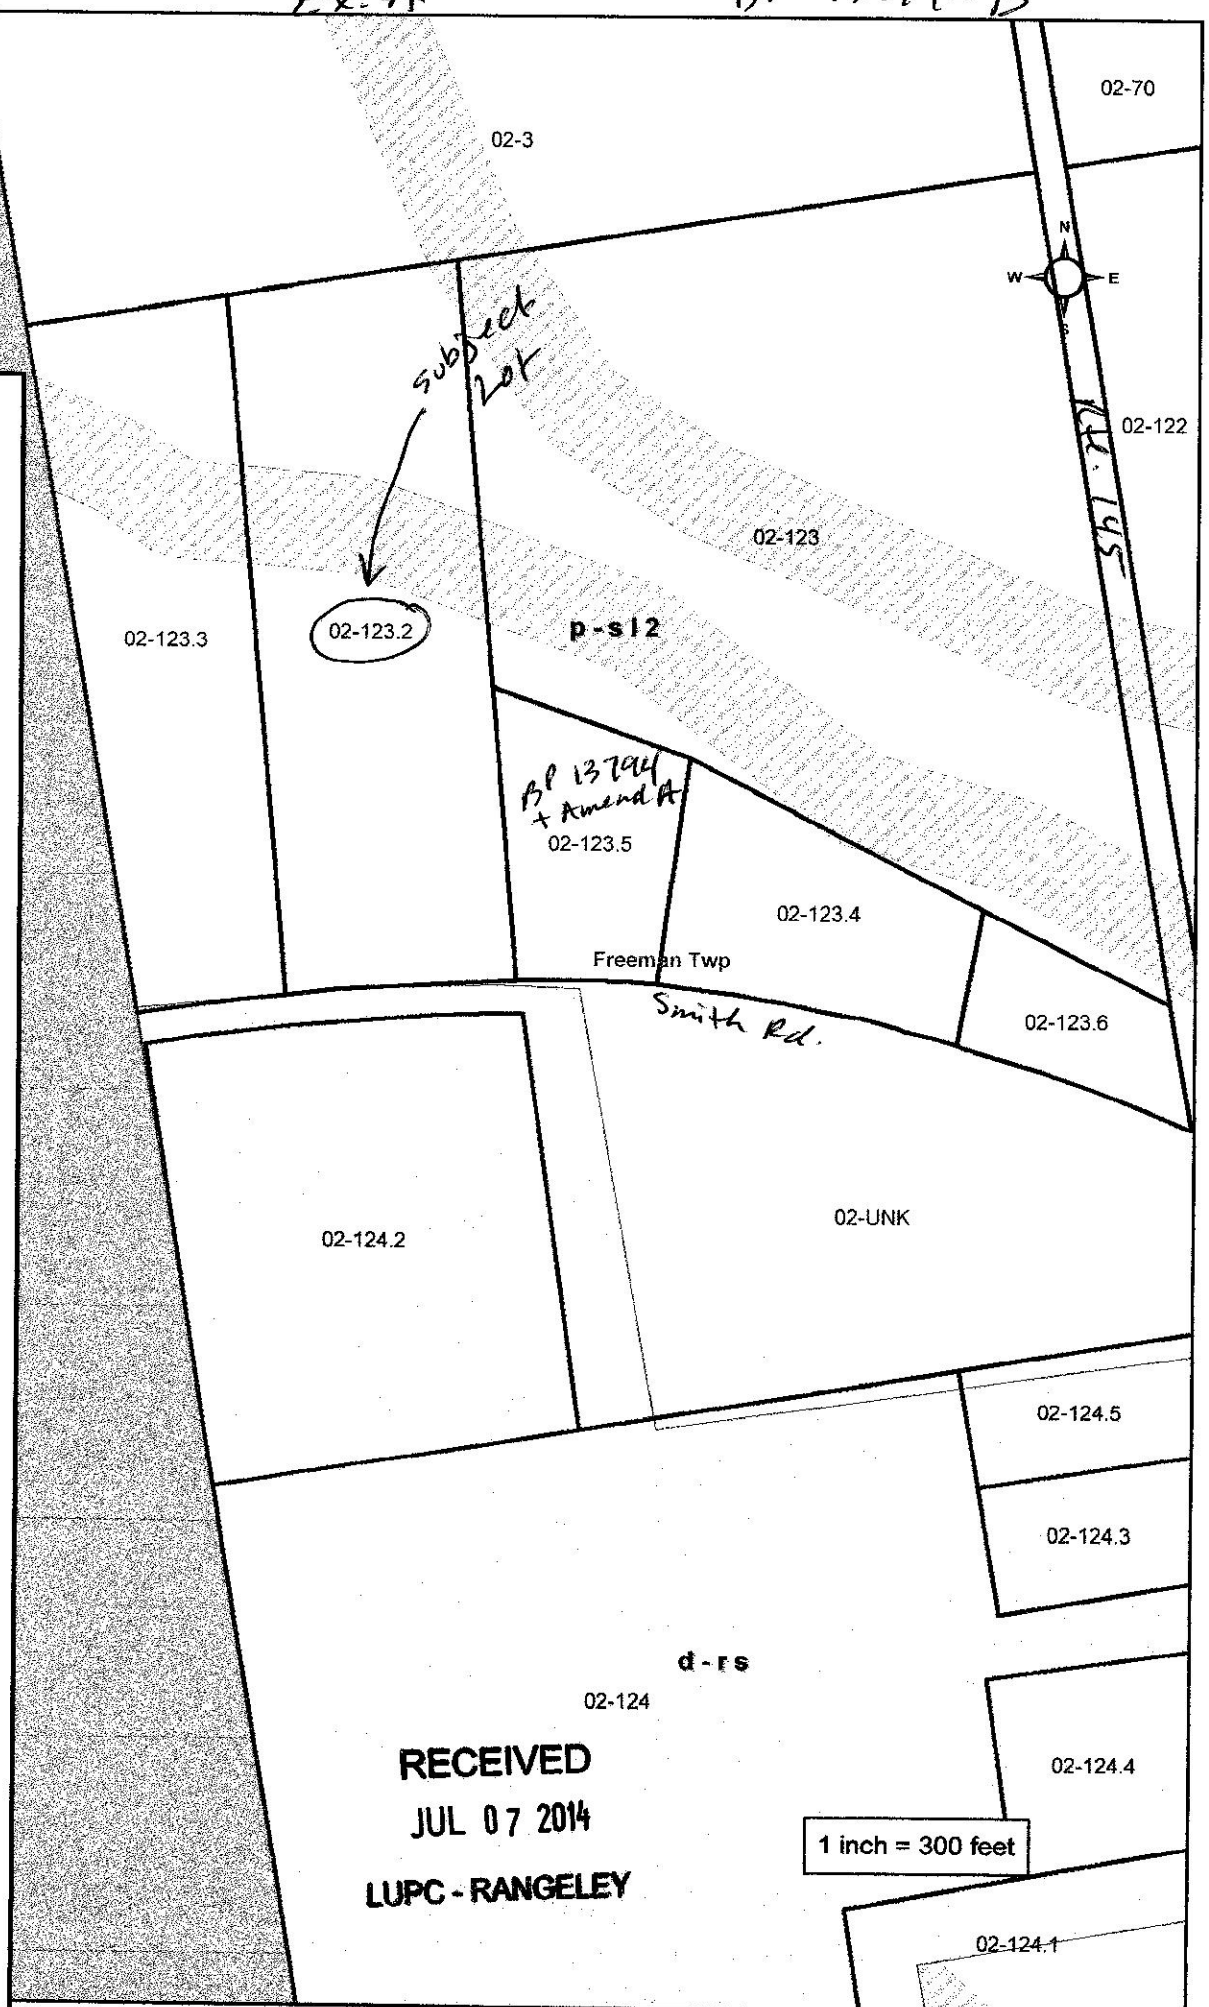 02-70
02-3
N
W E
S
subject
Lot
Rt. 145
02-122
02-123
02-123.3
02-123.2
p-sl2
BP 13794
+ Amend A
02-123.5
02-123.4
Freeman Twp
Smith Rd.
02-123.6
02-124.2
02-UNK
02-124.5
02-124.3
d-rs
02-124
RECEIVED
JUL 07 2014
LUPC - RANGELEY
02-124.4
1 inch = 300 feet
02-124.1